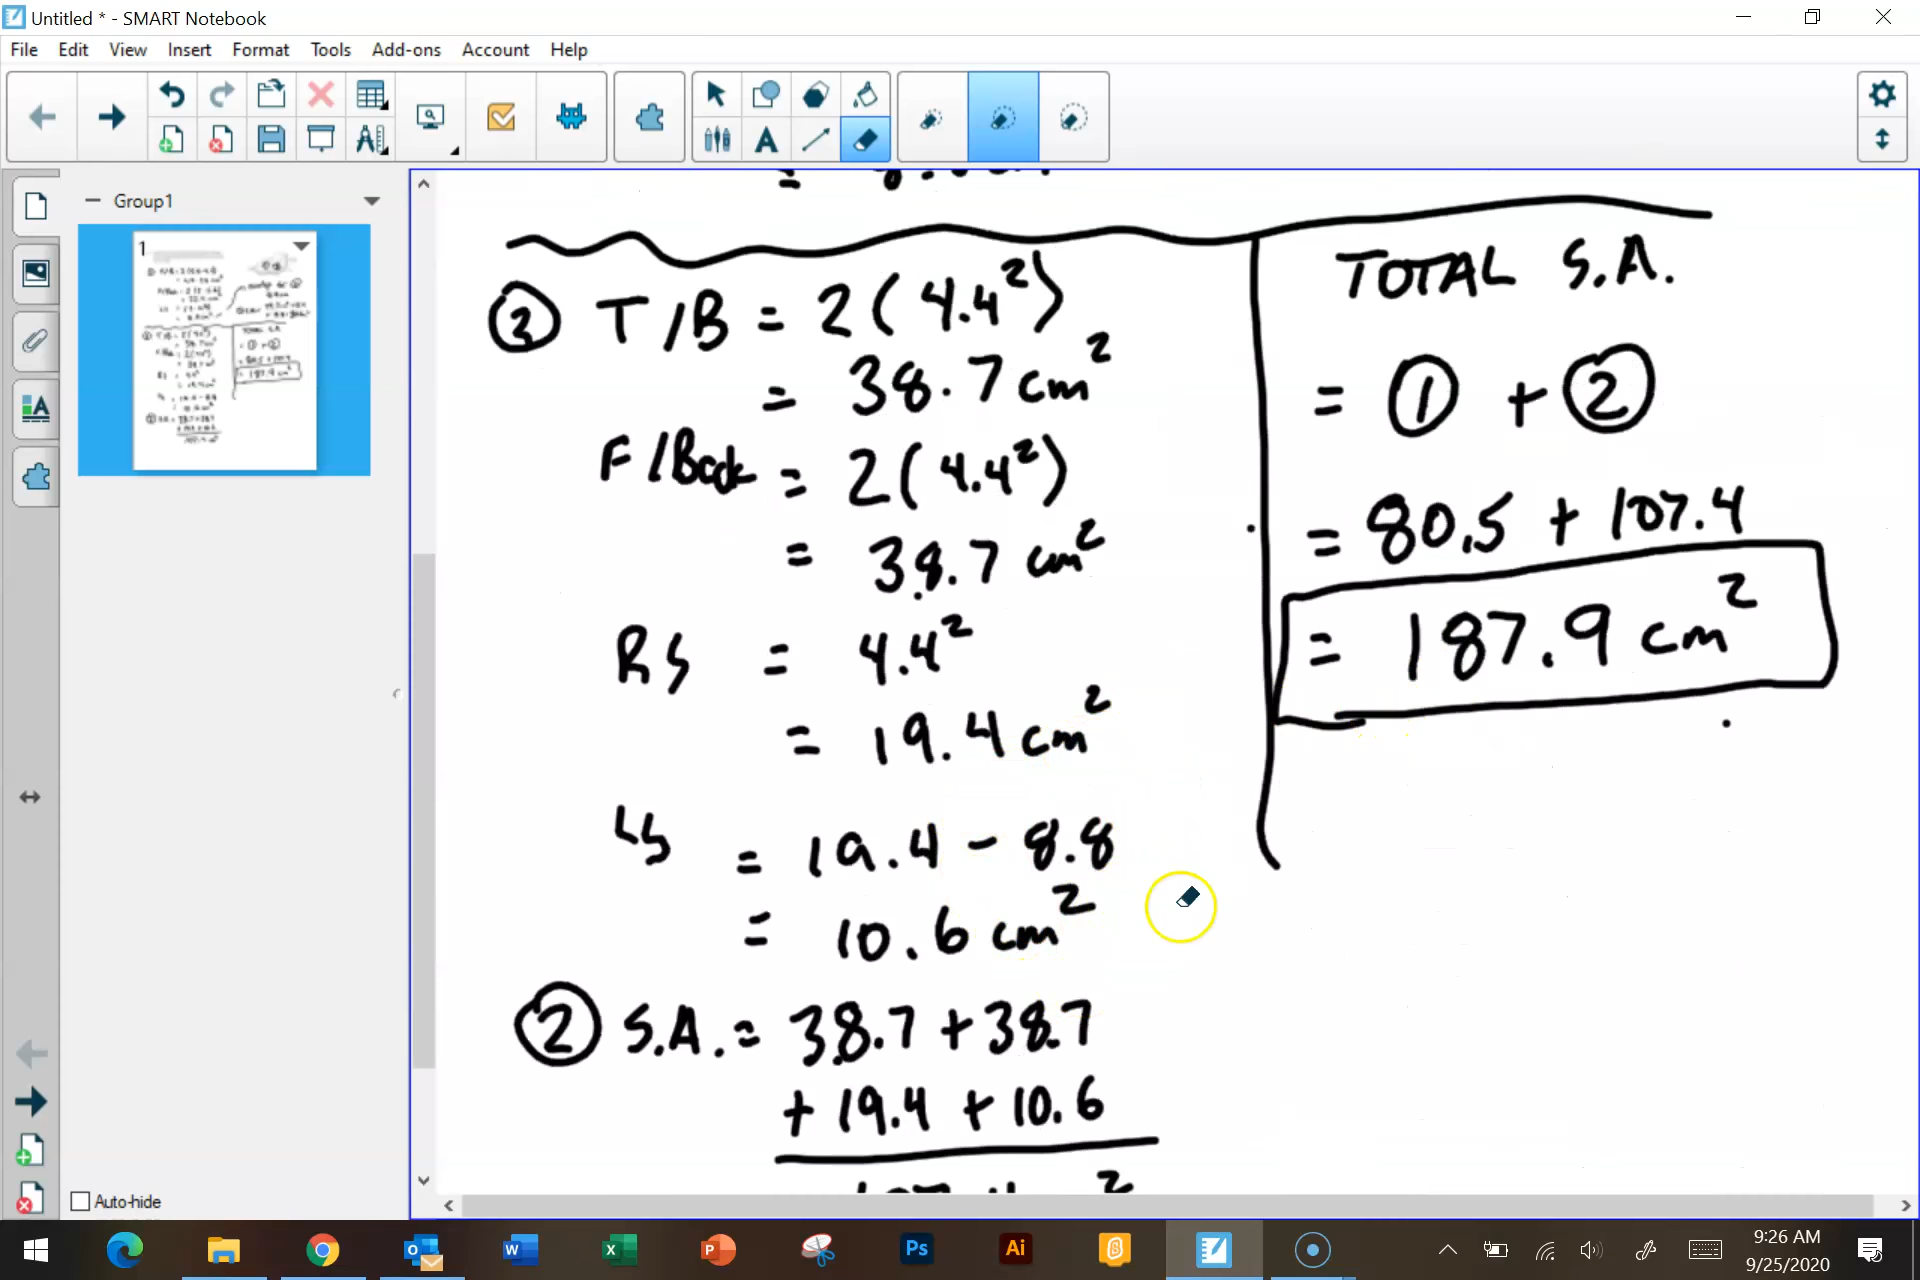 Untitled * - SMART Notebook
File Edit View Insert Format Tools Add-ons Account Help
Group1
1
② T/B = 2(4.4²)
= 38.7 cm²
F/Back = 2(4.4²)
= 38.7 cm²
RS = 4.4²
= 19.4 cm²
LS = 19.4 - 8.8
= 10.6 cm²
② S.A. = 38.7 + 38.7
+ 19.4 + 10.6
TOTAL S.A.
= ① + ②
= 80.5 + 107.4
= 187.9 cm²
Auto-hide
9:26 AM
9/25/2020